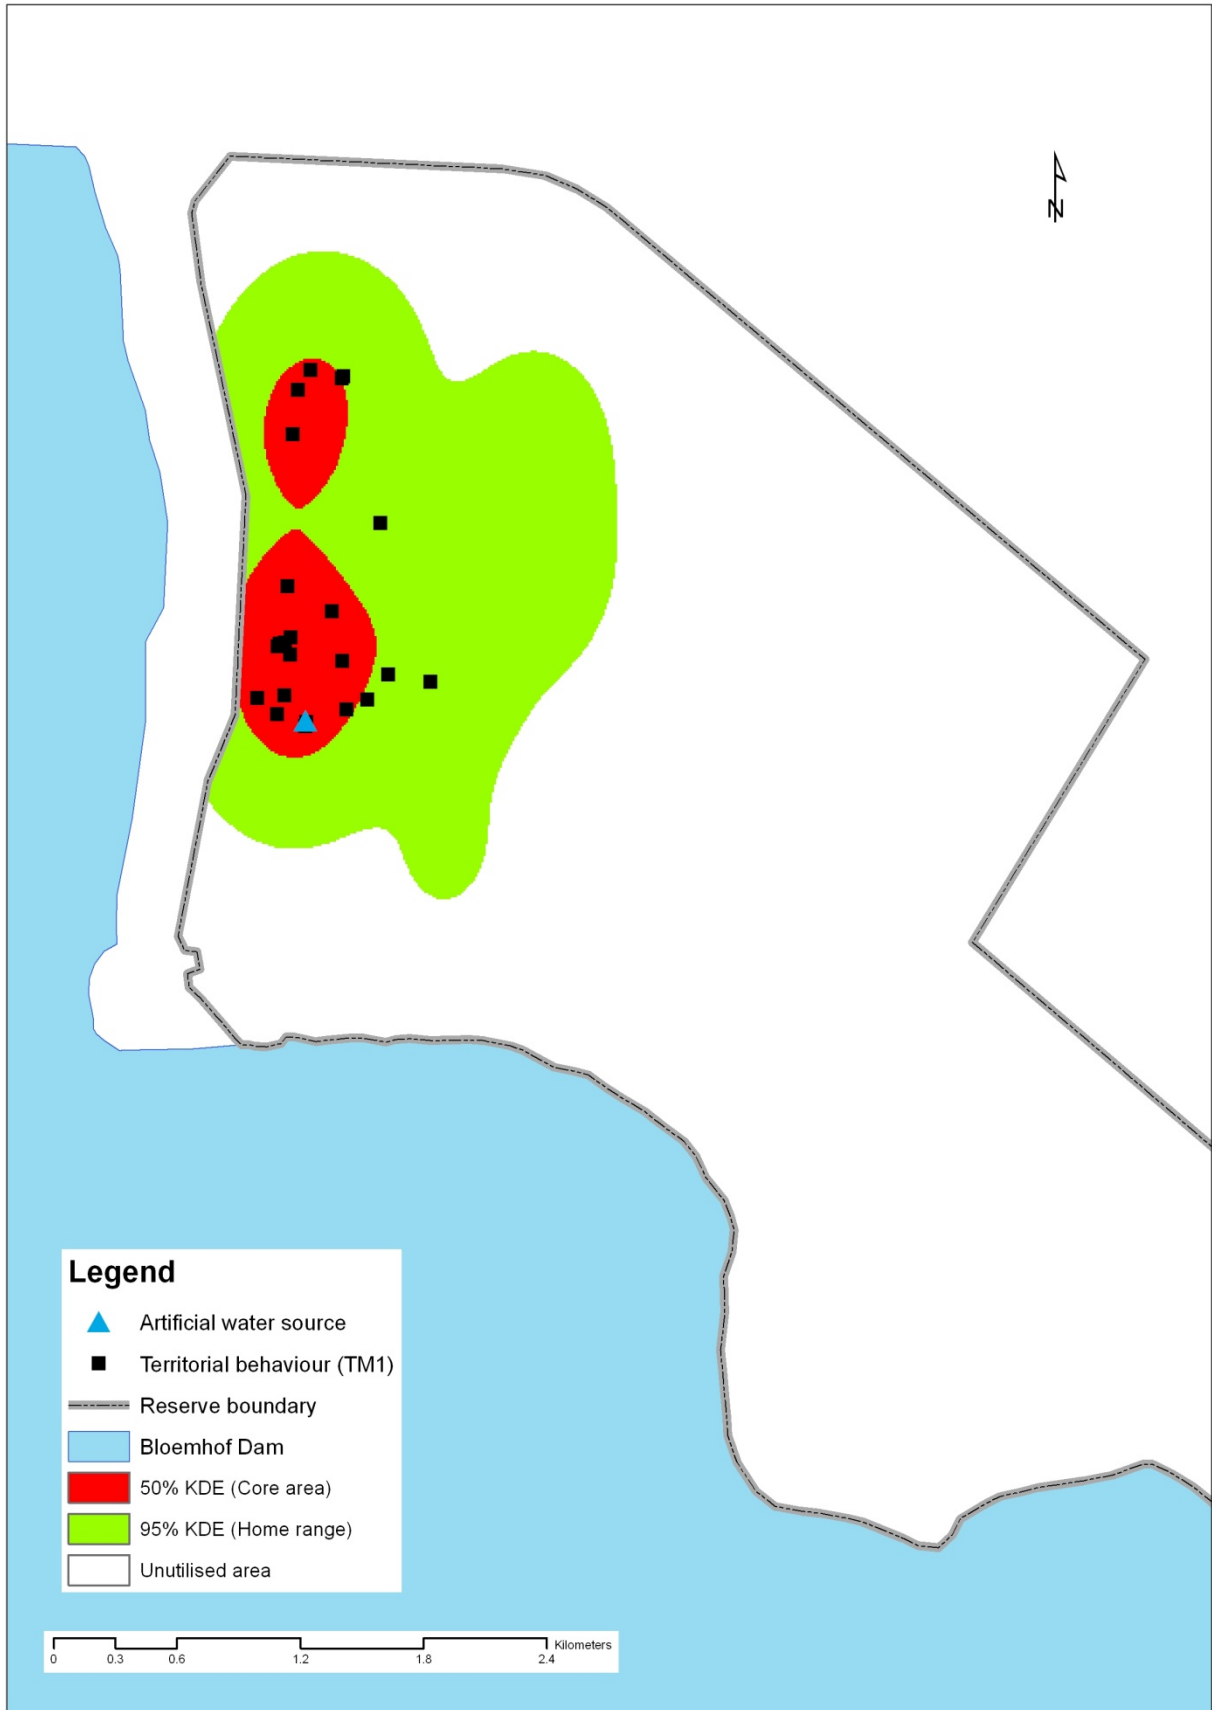 N
Legend
Artificial water source
Territorial behaviour (TM1)
Reserve boundary
Bloemhof Dam
50% KDE (Core area)
95% KDE (Home range)
Unutilised area
Kilometers
0 0.3 0.6 1.2 1.8 2.4